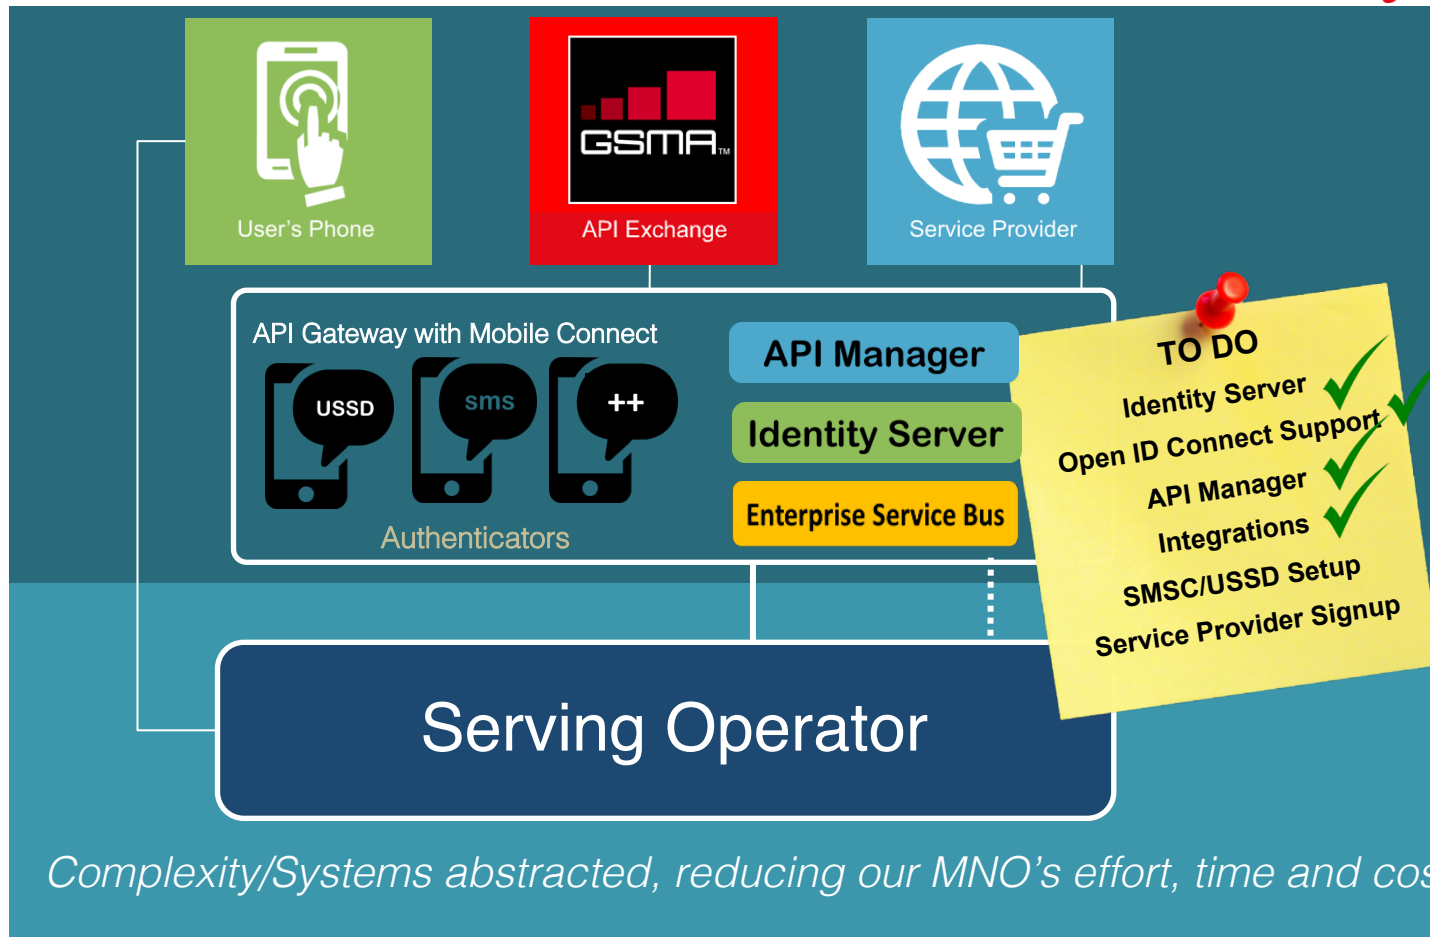 User's Phone
GSMA™
API Exchange
Service Provider
API Gateway with Mobile Connect
USSD
sms
++
Authenticators
API Manager
Identity Server
Enterprise Service Bus
TO DO
Identity Server
Open ID Connect Support
API Manager
Integrations
SMSC/USSD Setup
Service Provider Signup
Serving Operator
Complexity/Systems abstracted, reducing our MNO's effort, time and cos